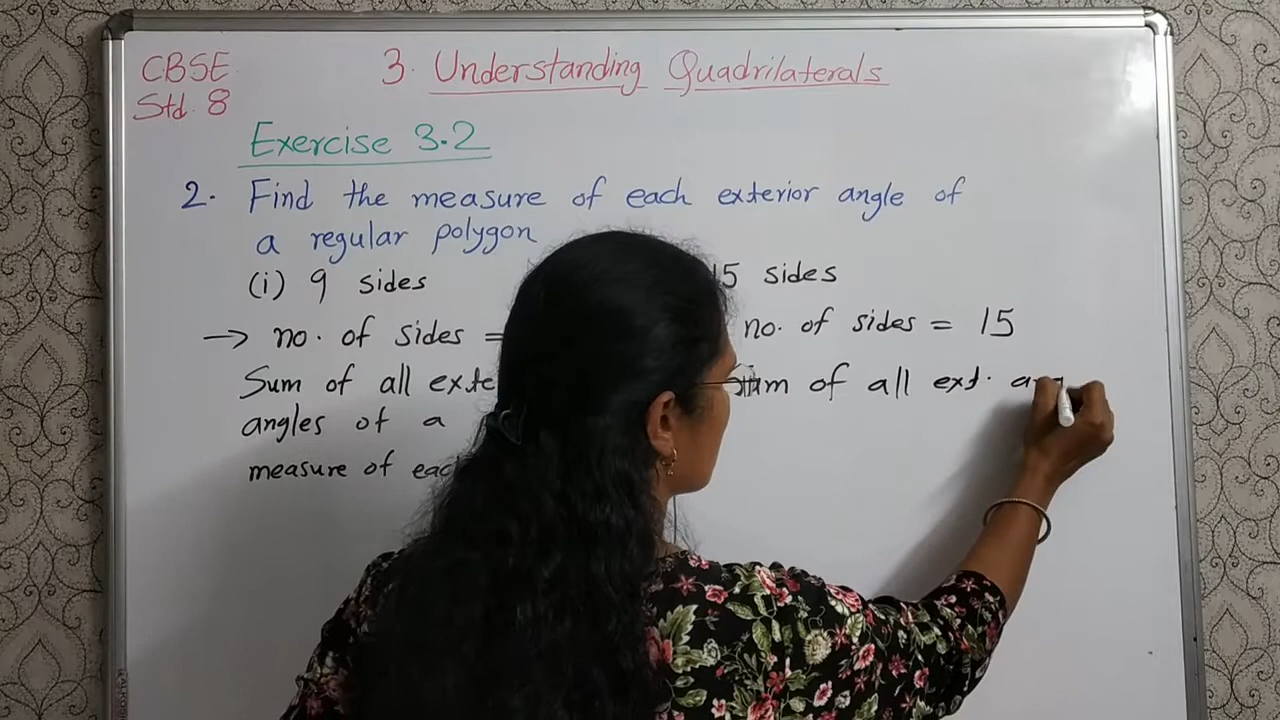 CBSE
Std. 8
3. Understanding Quadrilaterals
Exercise 3.2
2. Find the measure of each exterior angle of
a regular polygon
(i) 9 sides
15 sides
→ no. of sides =
no. of sides = 15
Sum of all exte
sum of all ext.
angles of a
measure of each